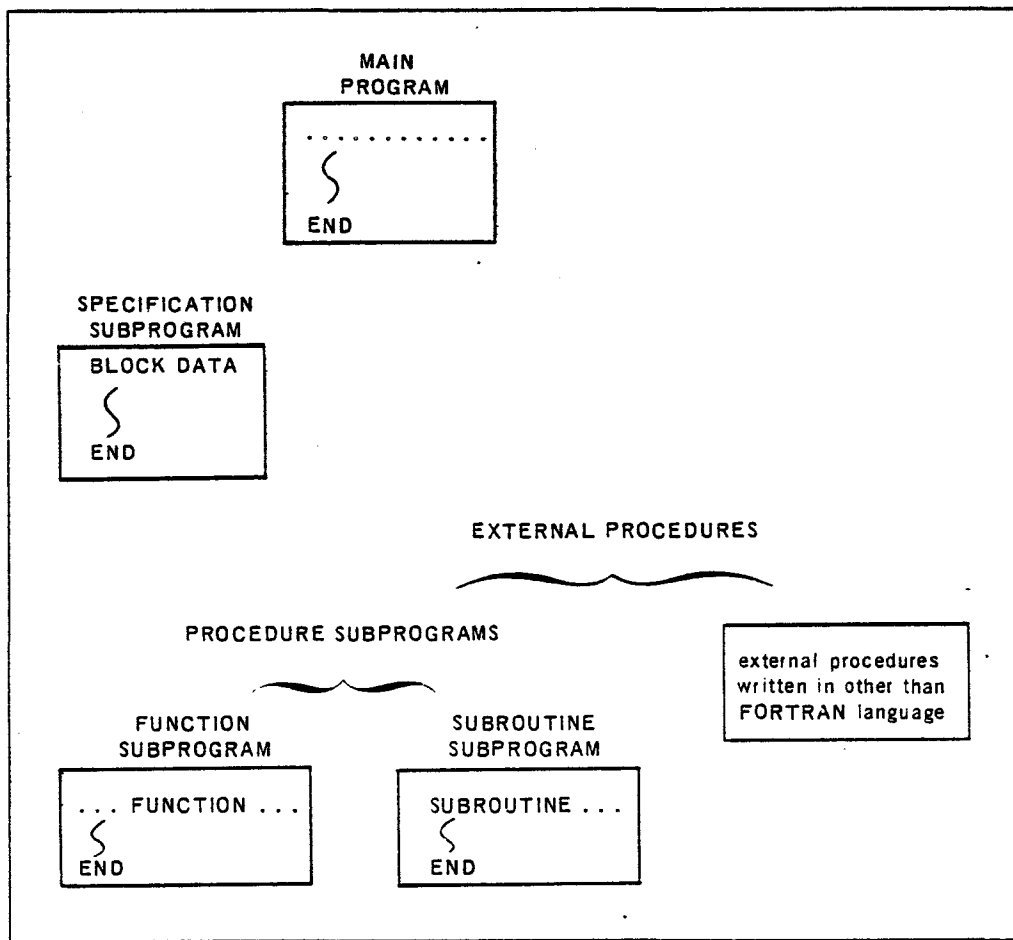 MAIN
PROGRAM
. . . . . . . . . . .
END
SPECIFICATION
SUBPROGRAM
BLOCK DATA
END
EXTERNAL PROCEDURES
PROCEDURE SUBPROGRAMS
external procedures
written in other than
FORTRAN language
FUNCTION
SUBPROGRAM
. . . FUNCTION . . .
END
SUBROUTINE
SUBPROGRAM
SUBROUTINE . . .
END